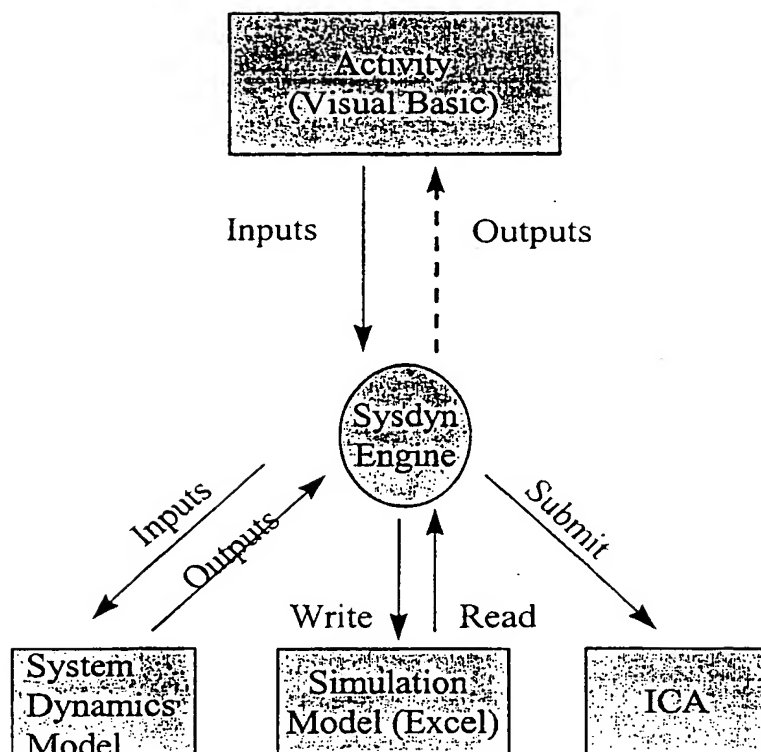 Activity
(Visual Basic)
Inputs
Outputs
Sysdyn
Engine
Inputs
Outputs
Submit
Write
Read
System
Dynamics
Model
Simulation
Model (Excel)
ICA